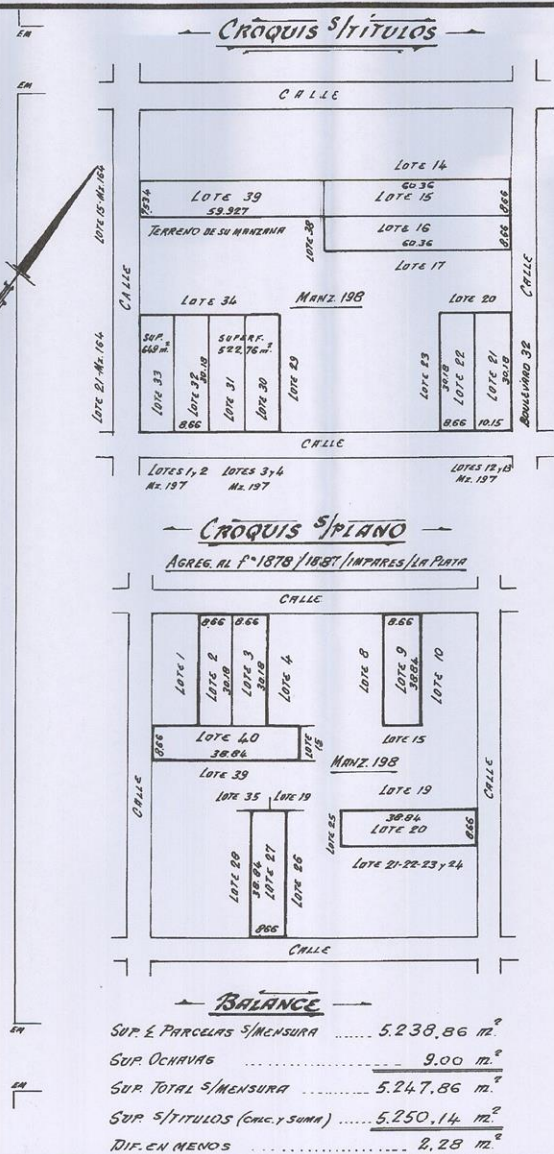 EM
CROQUIS S/TÍTULOS
EM
CALLE
LOTE 15-Mz.164
LOTE 14
LOTE 39
60.36
LOTE 15
8.66
59.927
TERRENO DE SU MANZANA
LOTE 38
LOTE 16
60.36
8.66
LOTE 17
CALLE
CALLE
LOTE 34
MANZ. 198
LOTE 20
LOTE 21-Mz.164
SUP.
649 m²
LOTE 33
LOTE 32
30.18
8.66
SUPERF.
522,76 m²
LOTE 31
LOTE 30
LOTE 29
LOTE 23
30.18
LOTE 22
8.66
LOTE 21
30.18
10.15
BOULEVARD 32
CALLE
LOTES 1 y 2
Mz. 197
LOTES 3 y 4
Mz. 197
LOTES 12 y 13
Mz. 197
CROQUIS S/PLANO
AGREG. AL fº 1878/1887/IMPARES/LA PLATA
CALLE
8.66 8.66
8.66
LOTE 1
LOTE 2
30.18
LOTE 3
30.18
LOTE 4
LOTE 8
LOTE 9
38.84
LOTE 10
8.66
LOTE 40
38.84
LOTE 15
LOTE 15
LOTE 39
MANZ. 198
CALLE
CALLE
LOTE 35
LOTE 19
LOTE 19
LOTE 25
38.84
LOTE 20
8.66
LOTE 21-22-23 y 24
LOTE 28
38.84
LOTE 27
LOTE 26
8.66
CALLE
BALANCE
SUP. Σ PARCELAS S/MENSURA ...... 5.238,86 m²
SUP. OCHAVAS ...... 9.00 m²
EM
SUP. TOTAL S/MENSURA ...... 5.247,86 m²
EM
SUP. S/TITULOS (CALC. Y SUMA) ...... 5.250,14 m²
DIF. EN MENOS ...... 2,28 m²